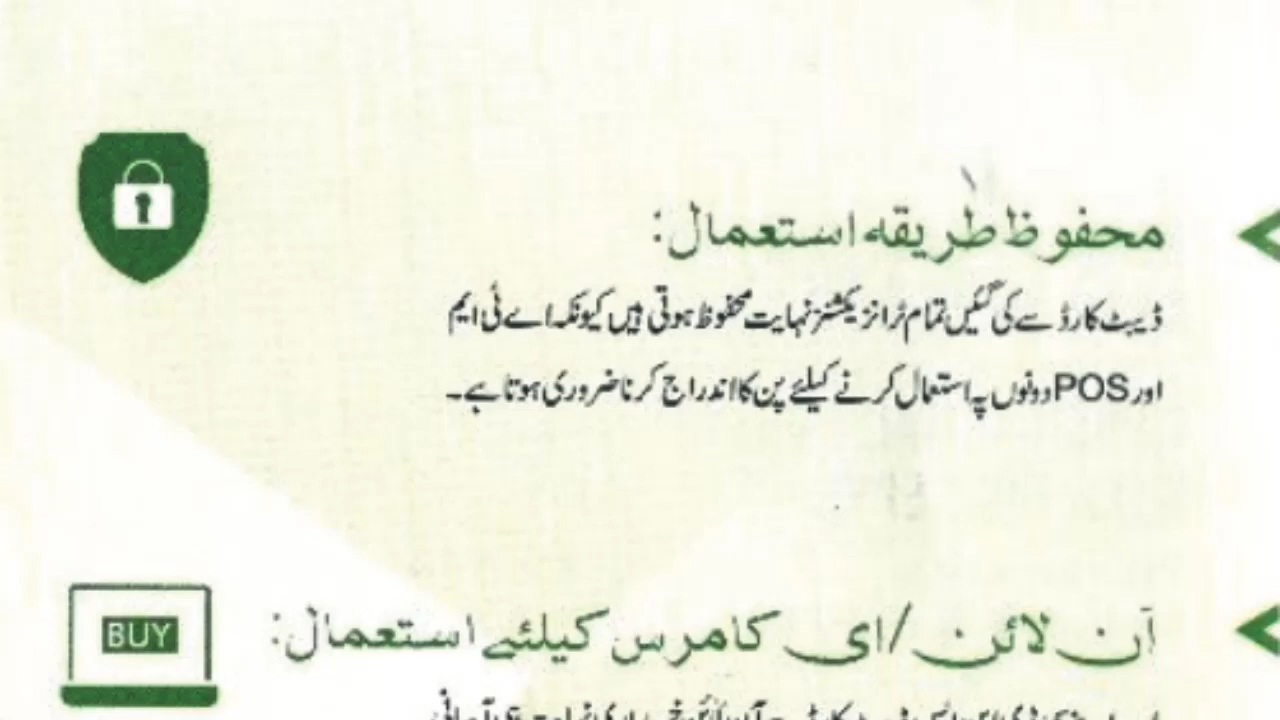 محفوظ طریقہ استعمال:
ڈیبٹ کارڈ سے کی گئیں تمام ٹرانزیکشنز نہایت محفوظ ہوتی ہیں کیونکہ اے ٹی ایم
اور POS دونوں پہ استعمال کرنے کیلئے پن کا اندراج کرنا ضروری ہوتا ہے۔
آن لائن /ای کامرس کیلئے استعمال:
BUY